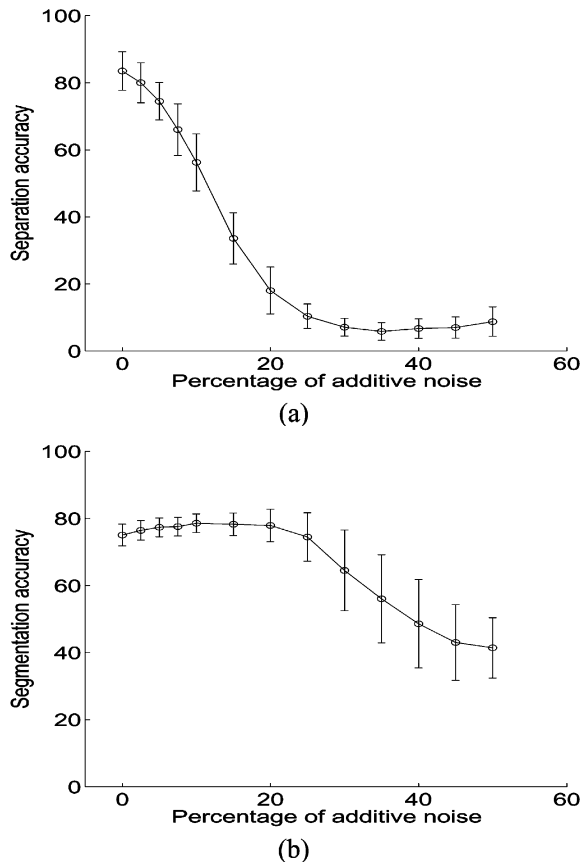 100
80
60
40
20
0
Separation accuracy
0 20 40 60
Percentage of additive noise
(a)
100
80
60
40
20
0
Segmentation accuracy
0 20 40 60
Percentage of additive noise
(b)